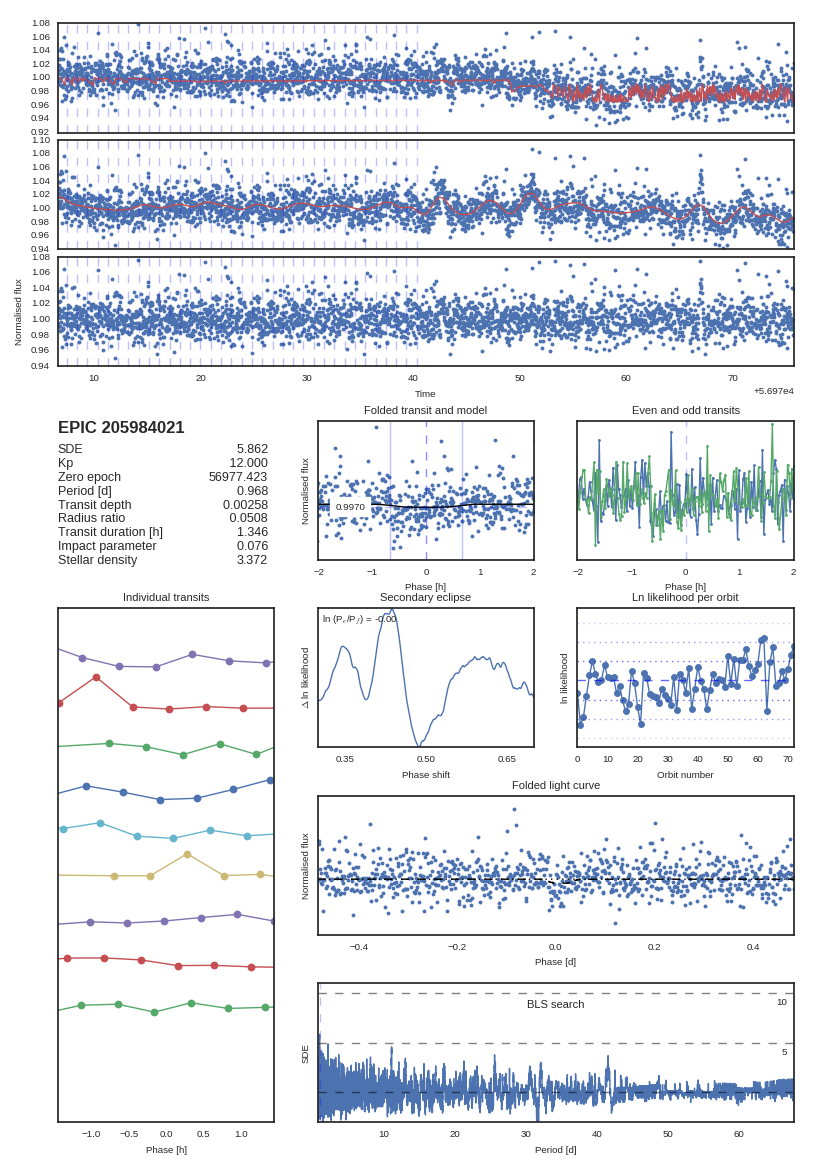 1.08
1.06
1.04
1.02
1.00
0.98
0.96
0.94
0.92
1.10
1.08
1.06
1.04
1.02
1.00
0.98
0.96
0.94
1.08
1.06
1.04
1.02
1.00
0.98
0.96
0.94
Normalised flux
10 20 30 40 50 60 70
Time
+5.697e4
EPIC 205984021
SDE 5.862
Kp 12.000
Zero epoch 56977.423
Period [d] 0.968
Transit depth 0.00258
Radius ratio 0.0508
Transit duration [h] 1.346
Impact parameter 0.076
Stellar density 3.372
Folded transit and model
Normalised flux
0.9970
−2 −1 0 1 2
Phase [h]
Even and odd transits
−2 −1 0 1 2
Phase [h]
Individual transits
−1.0 −0.5 0.0 0.5 1.0
Phase [h]
Secondary eclipse
ln (Pₑ/P𝑓) = -0.00
Δ ln likelihood
0.35 0.50 0.65
Phase shift
Ln likelihood per orbit
ln likelihood
0 10 20 30 40 50 60 70
Orbit number
Folded light curve
Normalised flux
−0.4 −0.2 0.0 0.2 0.4
Phase [d]
BLS search
10
5
SDE
10 20 30 40 50 60
Period [d]